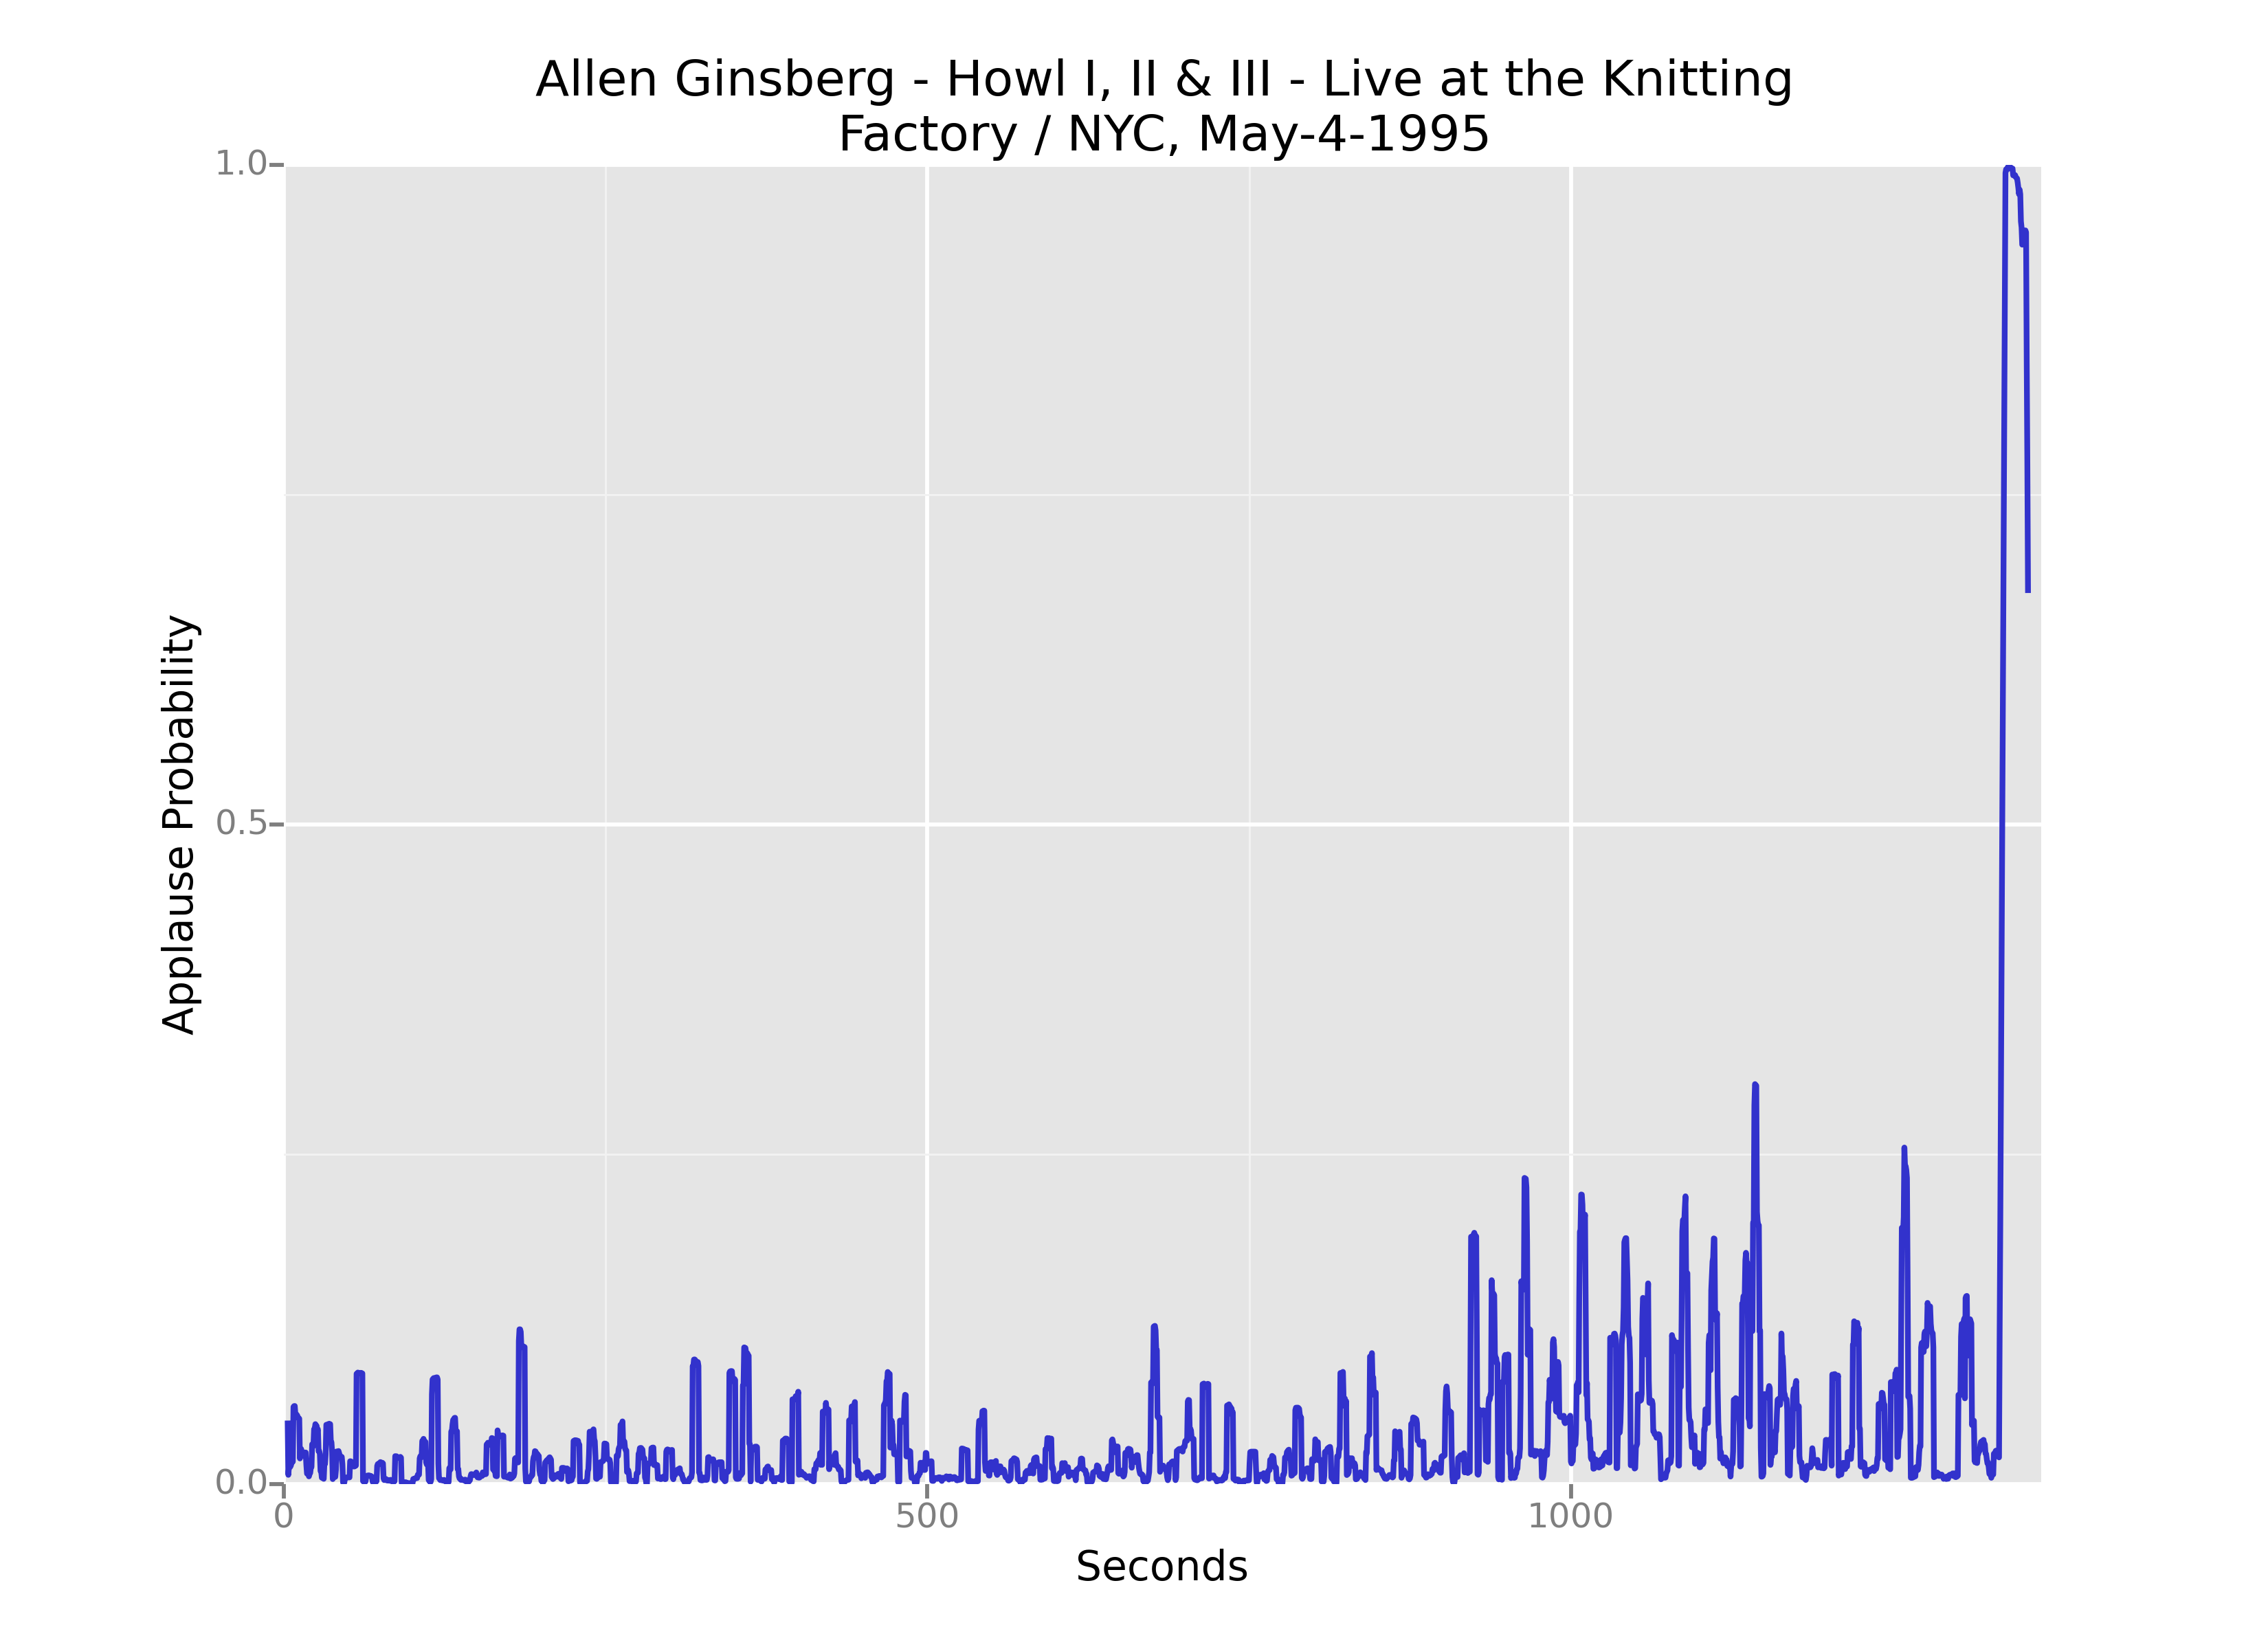 Allen Ginsberg - Howl I, II & III - Live at the Knitting
Factory / NYC, May-4-1995
1.0
0.5
0.0
Applause Probability
0
500
1000
Seconds